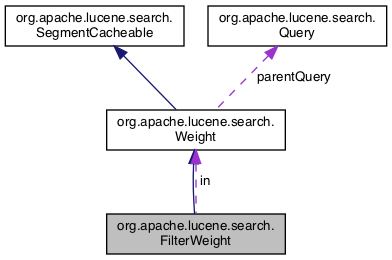 org.apache.lucene.search.
SegmentCacheable
org.apache.lucene.search.
Query
parentQuery
org.apache.lucene.search.
Weight
in
org.apache.lucene.search.
FilterWeight